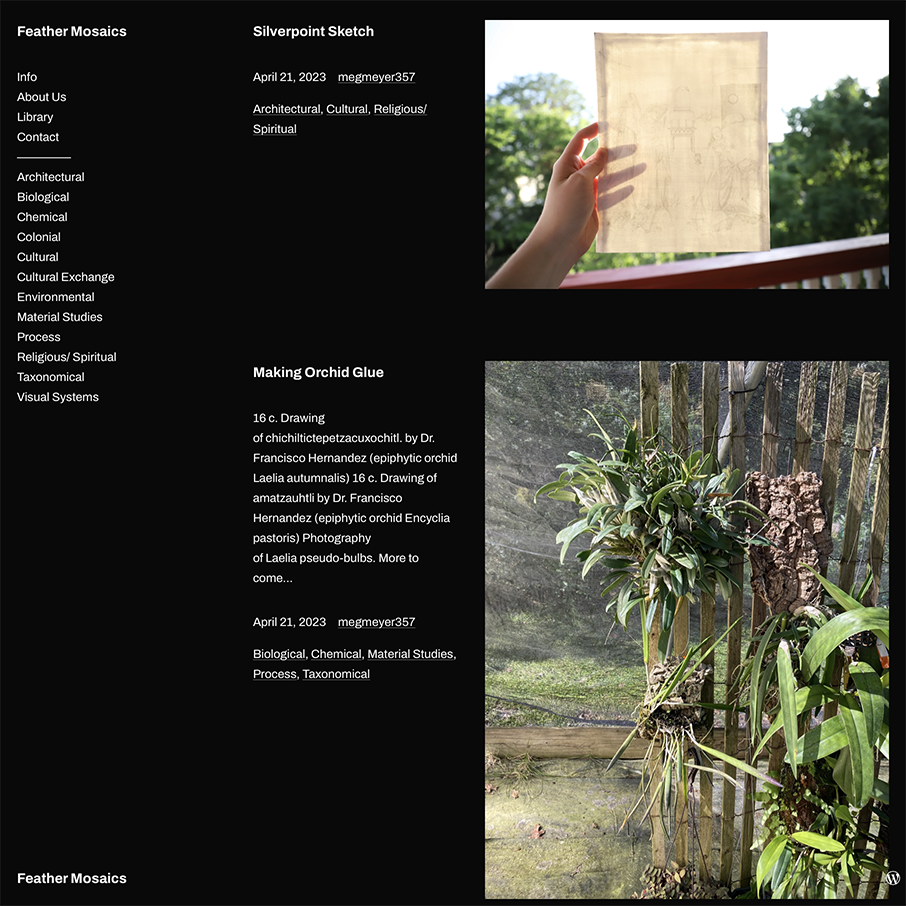 Feather Mosaics
Info
About Us
Library
Contact
Architectural
Biological
Chemical
Colonial
Cultural
Cultural Exchange
Environmental
Material Studies
Process
Religious/ Spiritual
Taxonomical
Visual Systems
Silverpoint Sketch
April 21, 2023 megmeyer357
Architectural, Cultural, Religious/
Spiritual
Making Orchid Glue
16 c. Drawing
of chichiltictepetzacuxochitl. by Dr.
Francisco Hernandez (epiphytic orchid
Laelia autumnalis) 16 c. Drawing of
amatzauhtli by Dr. Francisco
Hernandez (epiphytic orchid Encyclia
pastoris) Photography
of Laelia pseudo-bulbs. More to
come...
April 21, 2023 megmeyer357
Biological, Chemical, Material Studies,
Process, Taxonomical
Feather Mosaics